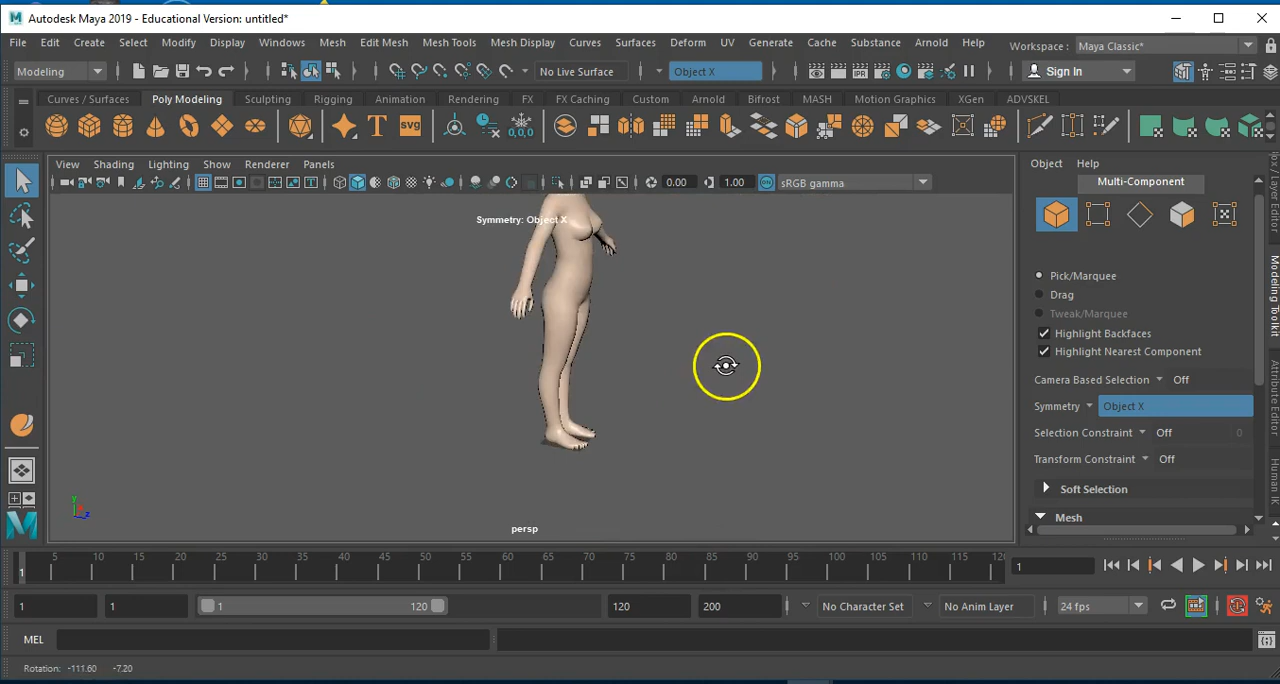 Autodesk Maya 2019 - Educational Version: untitled*
File Edit Create Select Modify Display Windows Mesh Edit Mesh Mesh Tools Mesh Display Curves Surfaces Deform UV Generate Cache Substance Arnold Help Workspace : Maya Classic*
Modeling No Live Surface Object X Sign In
Curves / Surfaces Poly Modeling Sculpting Rigging Animation Rendering FX FX Caching Custom Arnold Bifrost MASH Motion Graphics XGen ADVSKEL
T SVG 0,0,0
View Shading Lighting Show Renderer Panels
0.00 1.00 sRGB gamma
Symmetry: Object X
persp
y
z
Object Help
Multi-Component
Pick/Marquee
Drag
Tweak/Marquee
Highlight Backfaces
Highlight Nearest Component
Camera Based Selection Off
Symmetry Object X
Selection Constraint Off 0
Transform Constraint Off
Soft Selection
Mesh
Modeling Toolkit
Attribute Editor
Human IK
5 10 15 20 25 30 35 40 45 50 55 60 65 70 75 80 85 90 95 100 105 110 115 12
1 1
1 1 1 120 120 200 No Character Set No Anim Layer 24 fps
MEL
Rotation: -111.60 -7.20